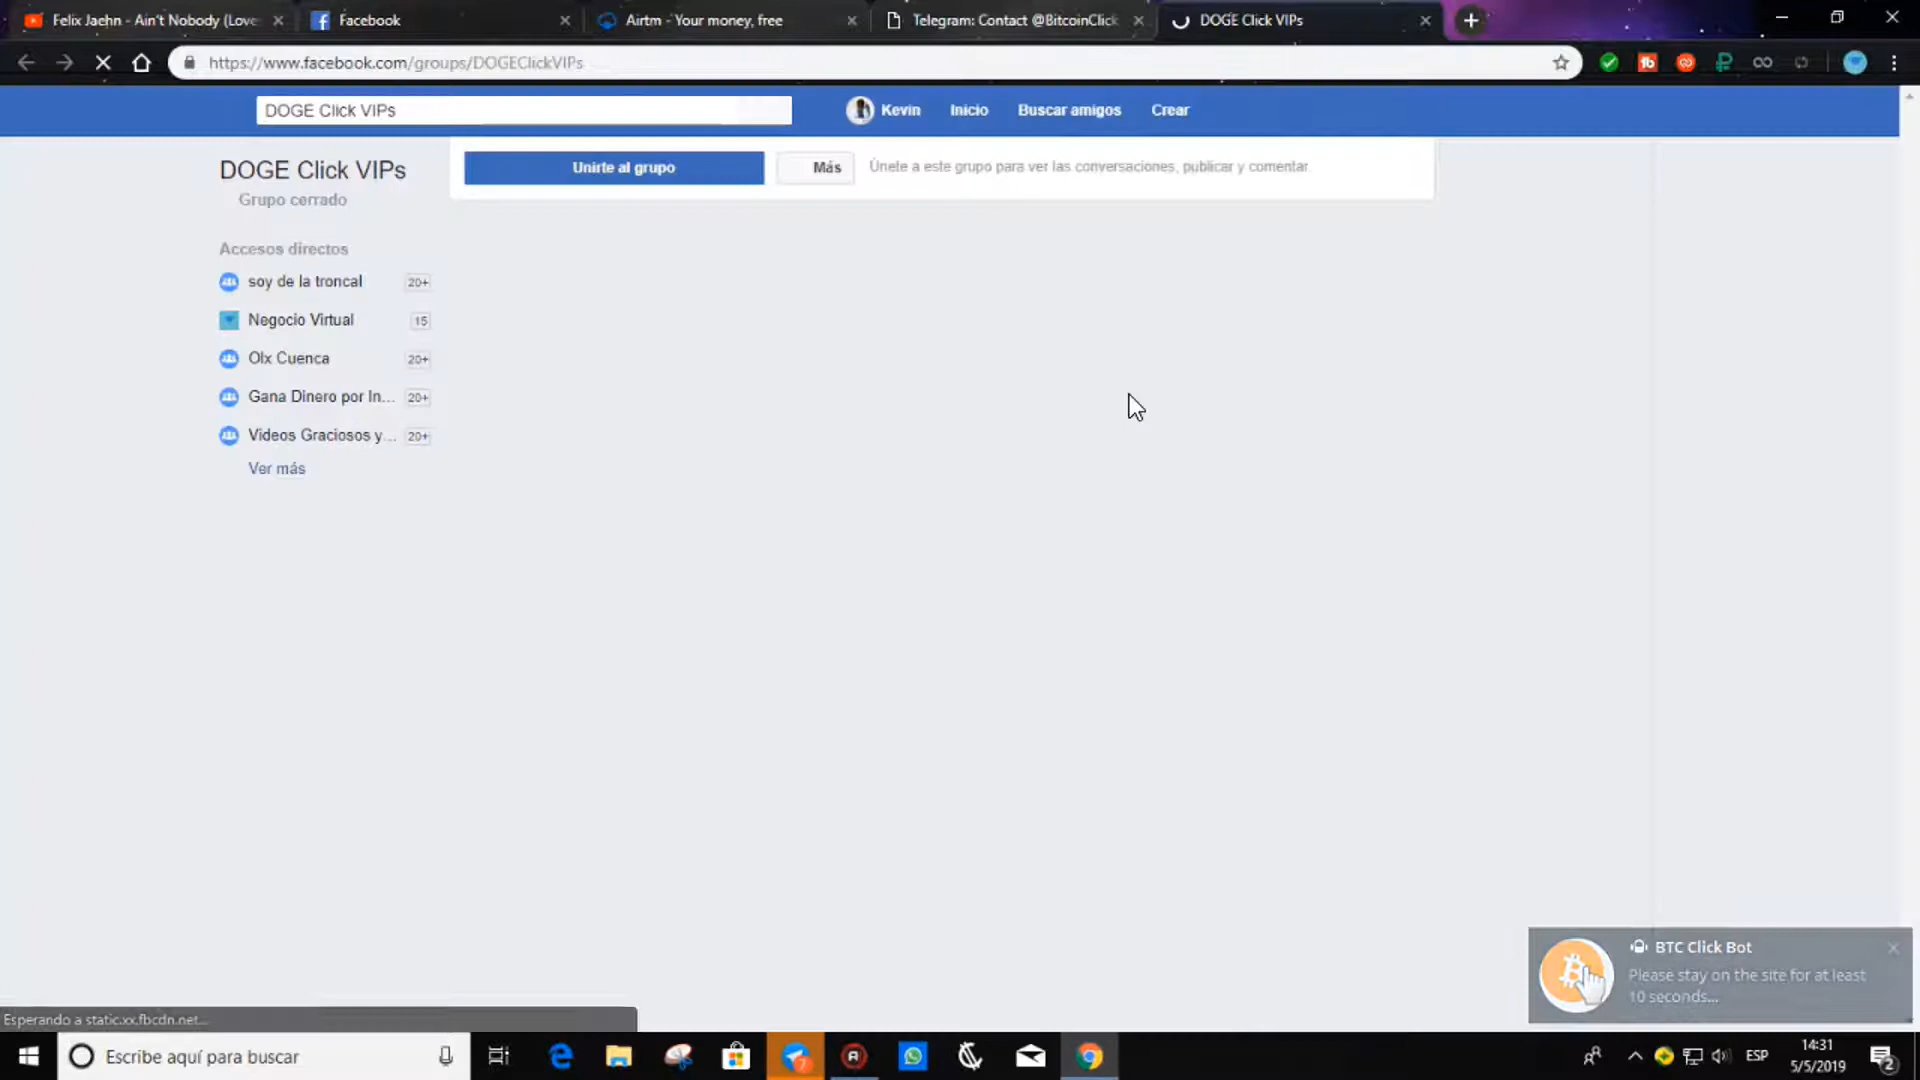 Felix Jaehn - Ain't Nobody (Love
Facebook
Airtm - Your money, free
Telegram: Contact @BitcoinClick
DOGE Click VIPs
https://www.facebook.com/groups/DOGEClickVIPs
DOGE Click VIPs
Kevin
Inicio
Buscar amigos
Crear
DOGE Click VIPs
Grupo cerrado
Unirte al grupo
Más
Únete a este grupo para ver las conversaciones, publicar y comentar.
Accesos directos
soy de la troncal 20+
Negocio Virtual 15
Olx Cuenca 20+
Gana Dinero por In... 20+
Videos Graciosos y... 20+
Ver más
BTC Click Bot
Please stay on the site for at least
10 seconds...
Esperando a static.xx.fbcdn.net...
Escribe aquí para buscar
7
ESP
14:31
5/5/2019
2